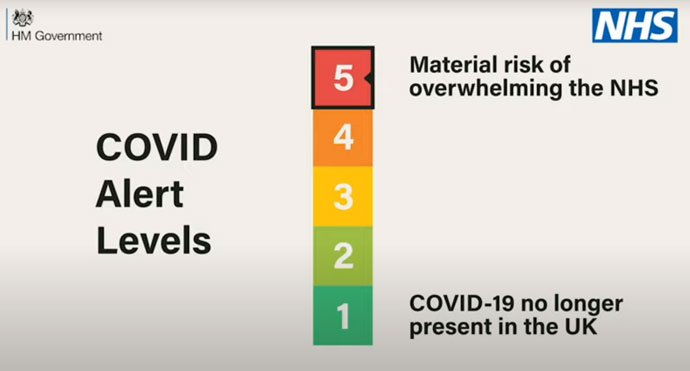 HM Government
NHS
COVID
Alert
Levels
5
4
3
2
1
Material risk of
overwhelming the NHS
COVID-19 no longer
present in the UK